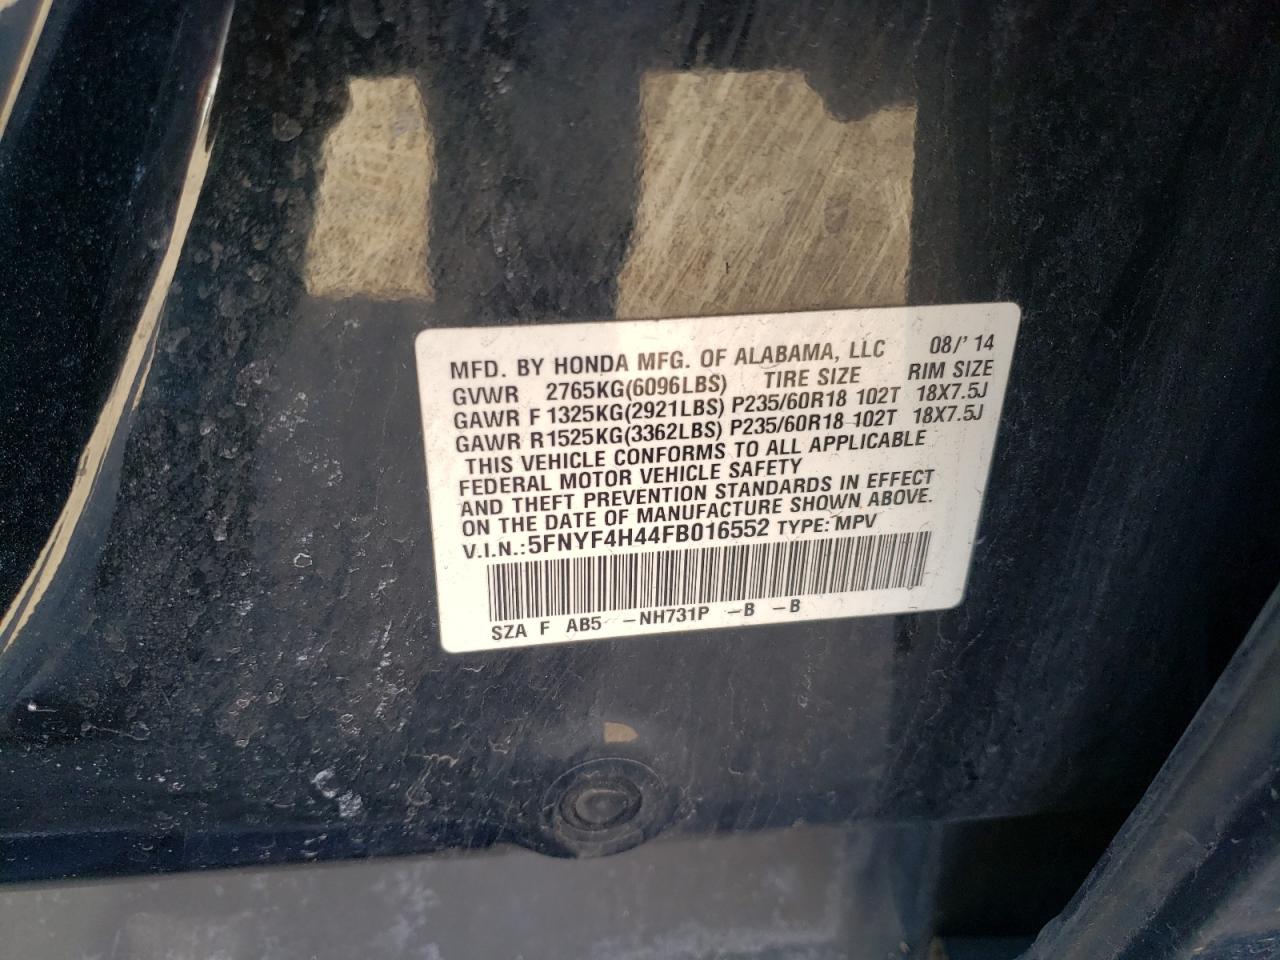 MFD. BY HONDA MFG. OF ALABAMA, LLC 08/'14
GVWR 2765KG(6096LBS) TIRE SIZE RIM SIZE
GAWR F 1325KG(2921LBS) P235/60R18 102T 18X7.5J
GAWR R 1525KG(3362LBS) P235/60R18 102T 18X7.5J
THIS VEHICLE CONFORMS TO ALL APPLICABLE
FEDERAL MOTOR VEHICLE SAFETY
AND THEFT PREVENTION STANDARDS IN EFFECT
ON THE DATE OF MANUFACTURE SHOWN ABOVE.
V.I.N.:5FNYF4H44FB016552 TYPE: MPV
SZA F AB5 -NH731P -B -B